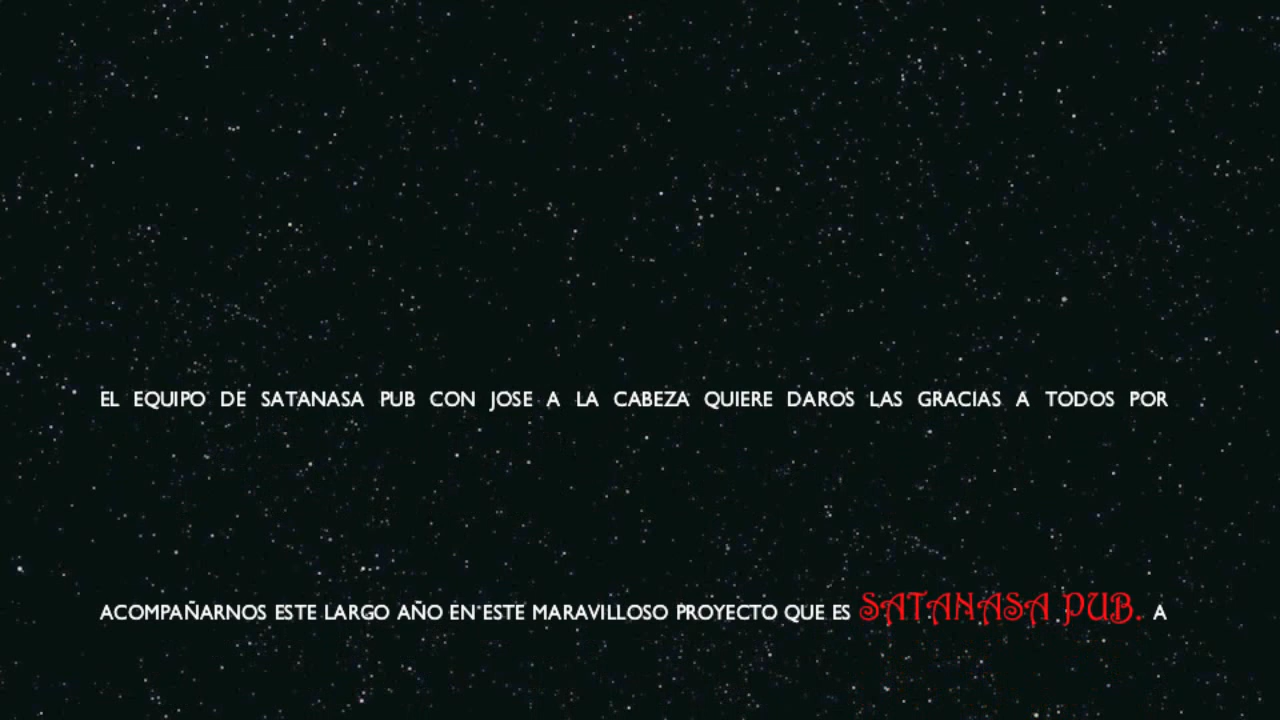 EL EQUIPO DE SATANASA PUB CON JOSE A LA CABEZA QUIERE DAROS LAS GRACIAS A TODOS POR
ACOMPAÑARNOS ESTE LARGO AÑO EN ESTE MARAVILLOSO PROYECTO QUE ES SATANASA PUB. A